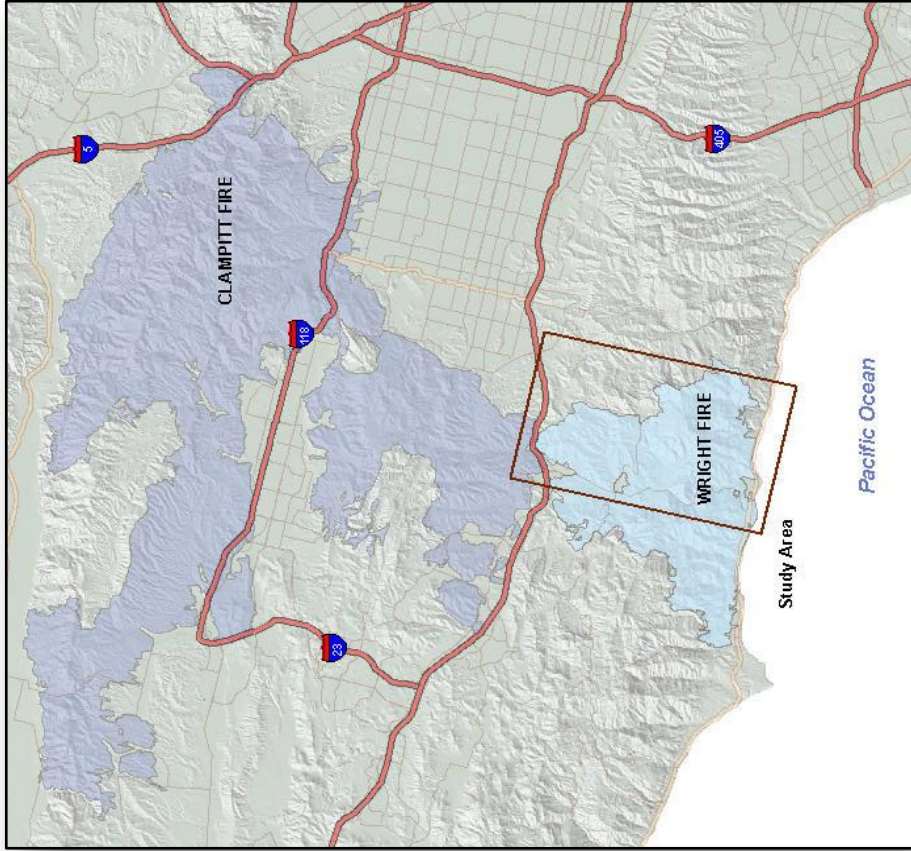 5
CLAMPITT FIRE
118
23
405
WRIGHT FIRE
Study Area
Pacific Ocean